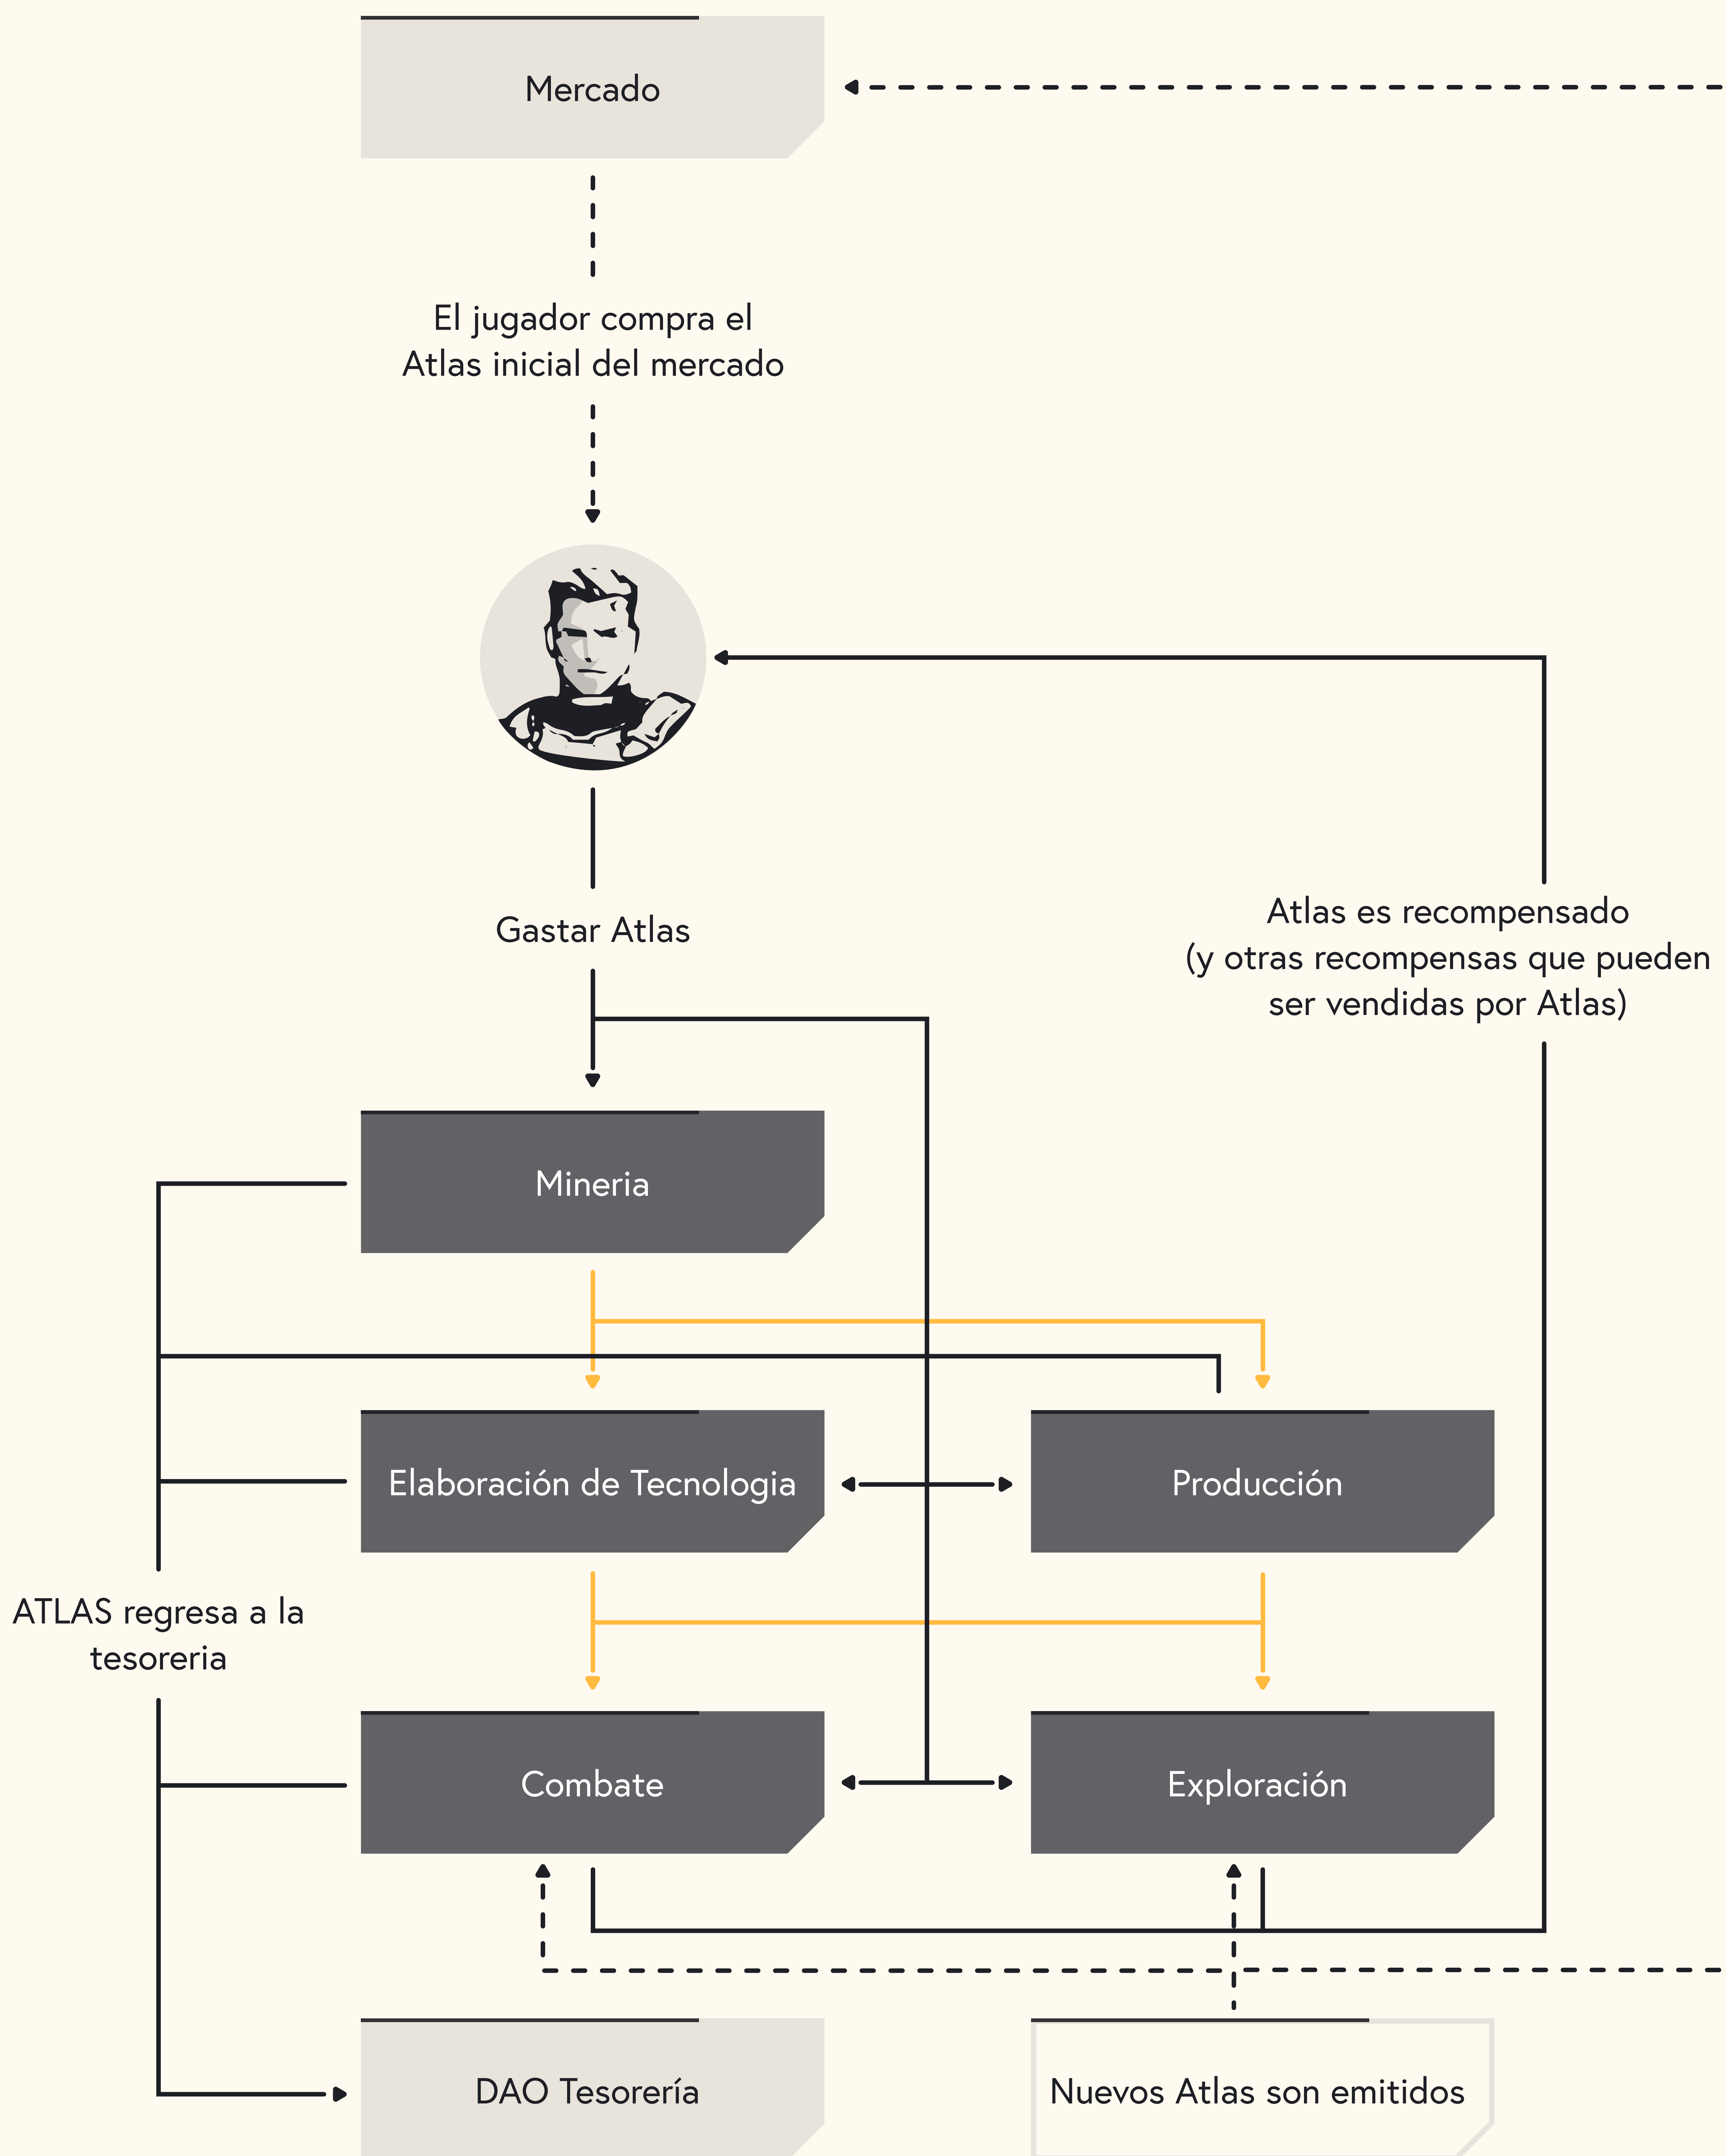 Mercado
El jugador compra el
Atlas inicial del mercado
Gastar Atlas
Atlas es recompensado
(y otras recompensas que pueden
ser vendidas por Atlas)
Mineria
Elaboración de Tecnologia
Producción
ATLAS regresa a la
tesoreria
Combate
Exploración
DAO Tesorería
Nuevos Atlas son emitidos